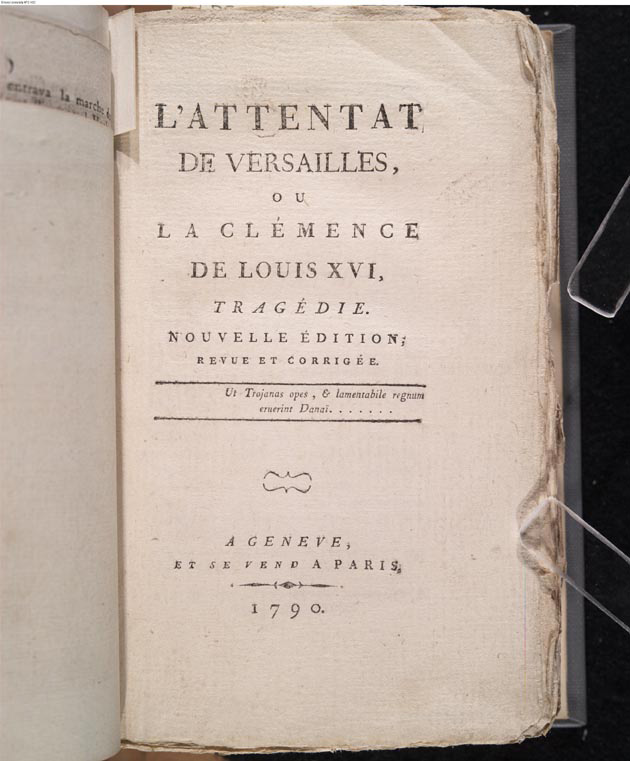 entrava la marche
L'ATTENTAT
DE VERSAILLES,
OU
LA CLÉMENCE
DE LOUIS XVI,
TRAGÉDIE.
NOUVELLE ÉDITION;
REVUE ET CORRIGÉE.
Ut Trojanas opes, & lamentabile regnum
eruerint Danaï. . . . . . .
A GENEVE,
ET SE VEND A PARIS,
1790.